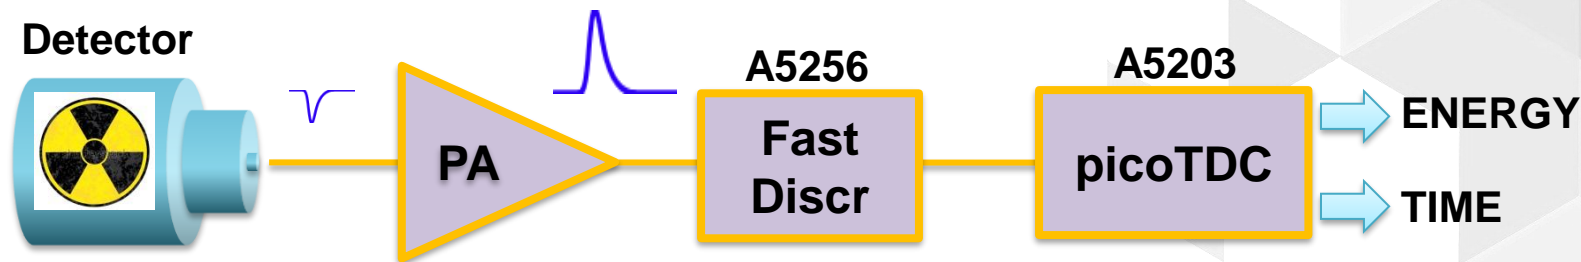 Detector
PA
A5256
Fast
Discr
A5203
picoTDC
ENERGY
TIME